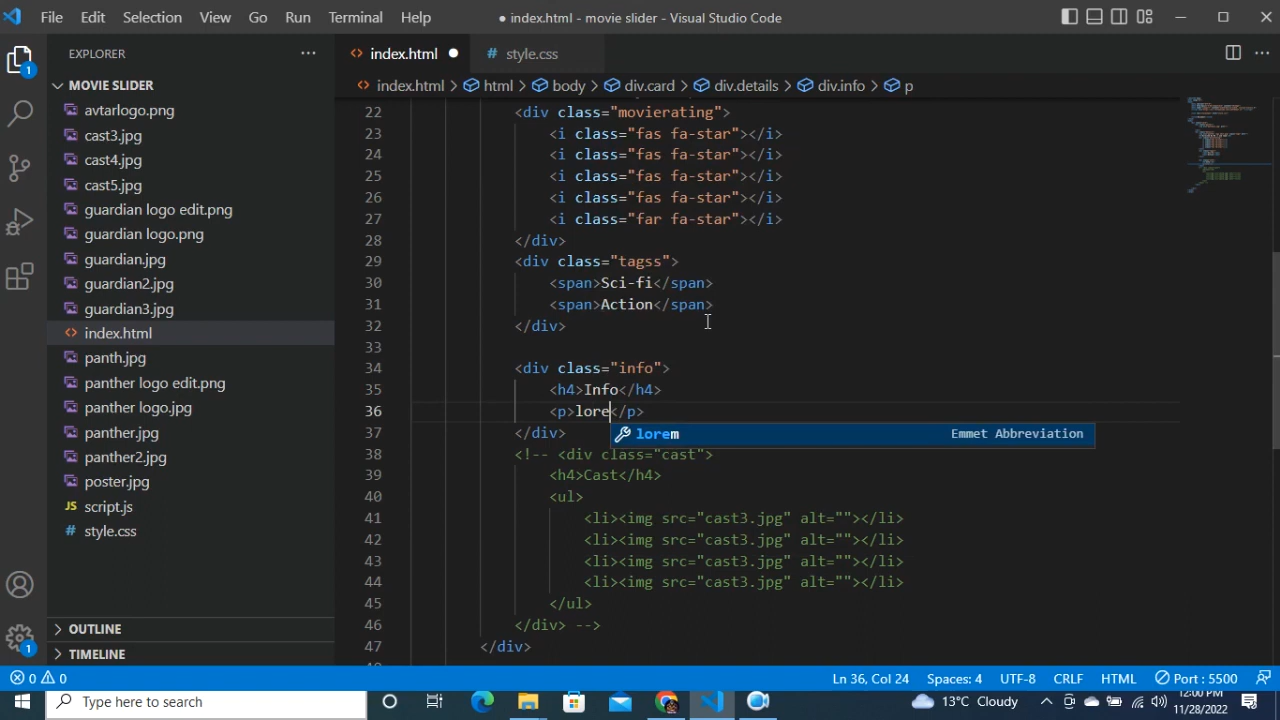 File Edit Selection View Go Run Terminal Help ● index.html - movie slider - Visual Studio Code
EXPLORER
index.html ● # style.css
index.html > html > body > div.card > div.details > div.info > p
1
MOVIE SLIDER
avtarlogo.png
cast3.jpg
cast4.jpg
cast5.jpg
guardian logo edit.png
guardian logo.png
guardian.jpg
guardian2.jpg
guardian3.jpg
<> index.html
panth.jpg
panther logo edit.png
panther logo.jpg
panther.jpg
panther2.jpg
poster.jpg
JS script.js
# style.css
OUTLINE
TIMELINE
1
22 <div class="movierating">
23 <i class="fas fa-star"></i>
24 <i class="fas fa-star"></i>
25 <i class="fas fa-star"></i>
26 <i class="fas fa-star"></i>
27 <i class="far fa-star"></i>
28 </div>
29 <div class="tagss">
30 <span>Sci-fi</span>
31 <span>Action</span>
32 </div>
33
34 <div class="info">
35 <h4>Info</h4>
36 <p>lore</p>
lorem Emmet Abbreviation
37 </div>
38 <!-- <div class="cast">
39 <h4>Cast</h4>
40 <ul>
41 <li><img src="cast3.jpg" alt=""></li>
42 <li><img src="cast3.jpg" alt=""></li>
43 <li><img src="cast3.jpg" alt=""></li>
44 <li><img src="cast3.jpg" alt=""></li>
45 </ul>
46 </div> -->
47 </div>
0 0 Ln 36, Col 24 Spaces: 4 UTF-8 CRLF HTML Port : 5500
Type here to search 13°C Cloudy 12:00 PM
11/28/2022